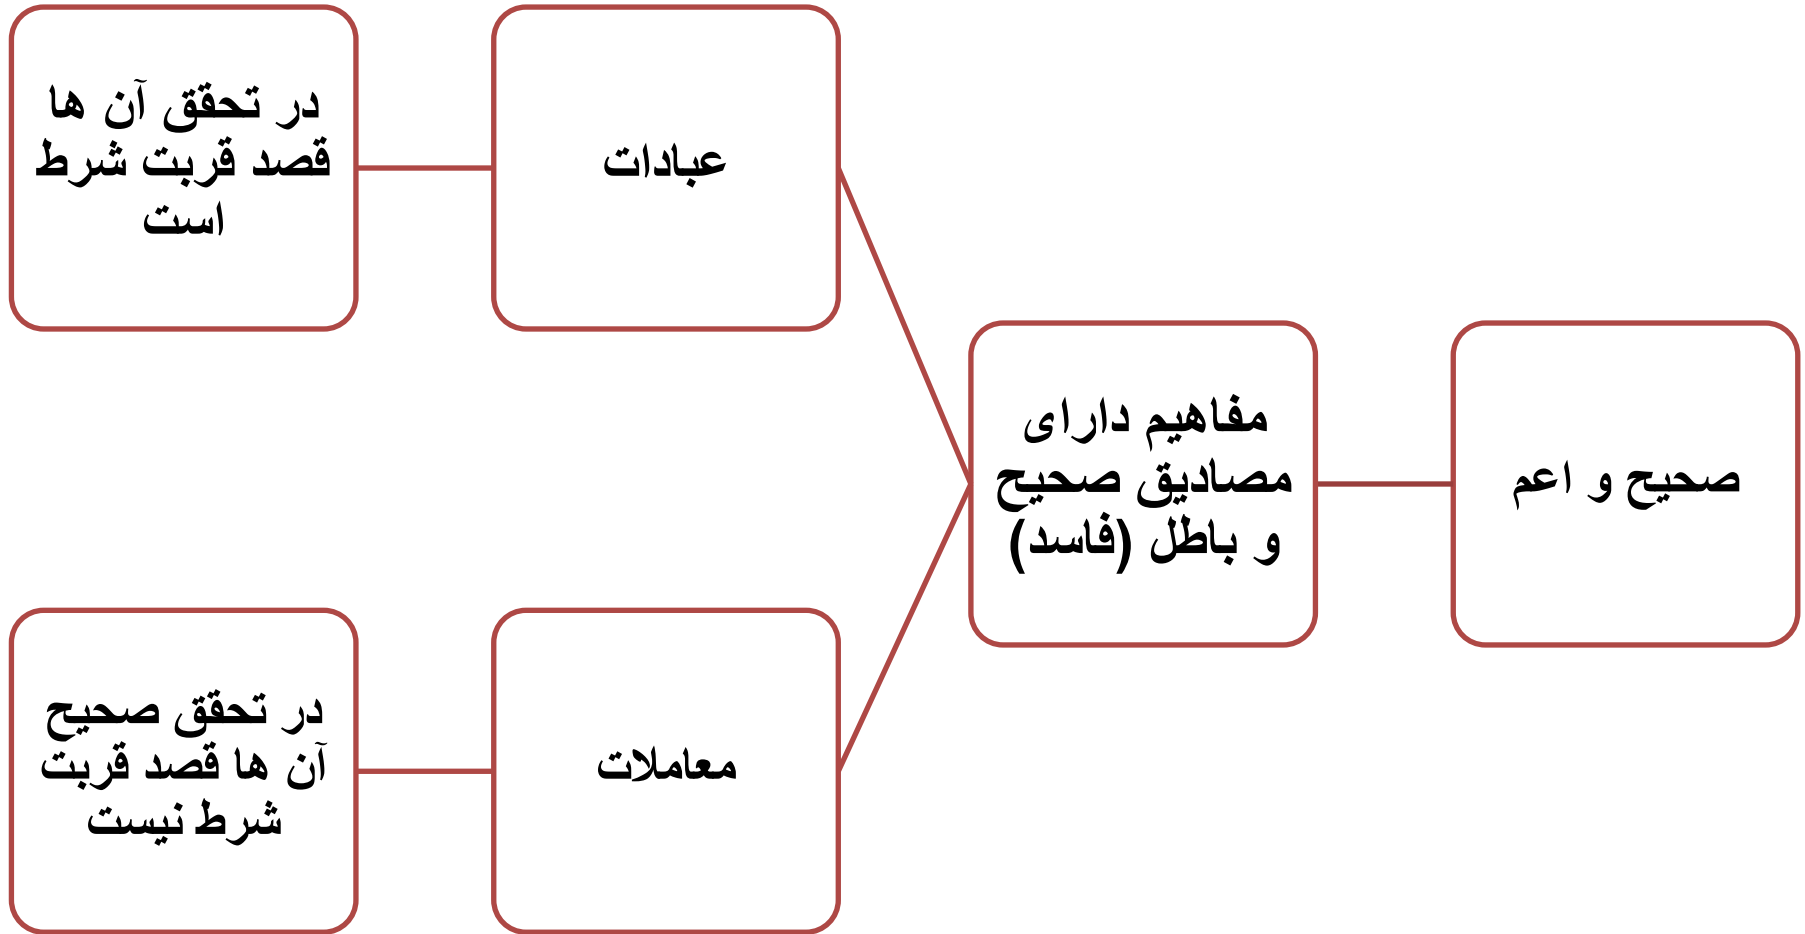 صحیح و اعم
مفاهیم دارای
مصادیق صحیح
و باطل (فاسد)
عبادات
در تحقق آن ها
قصد قربت شرط
است
معاملات
در تحقق صحیح
آن ها قصد قربت
شرط نیست